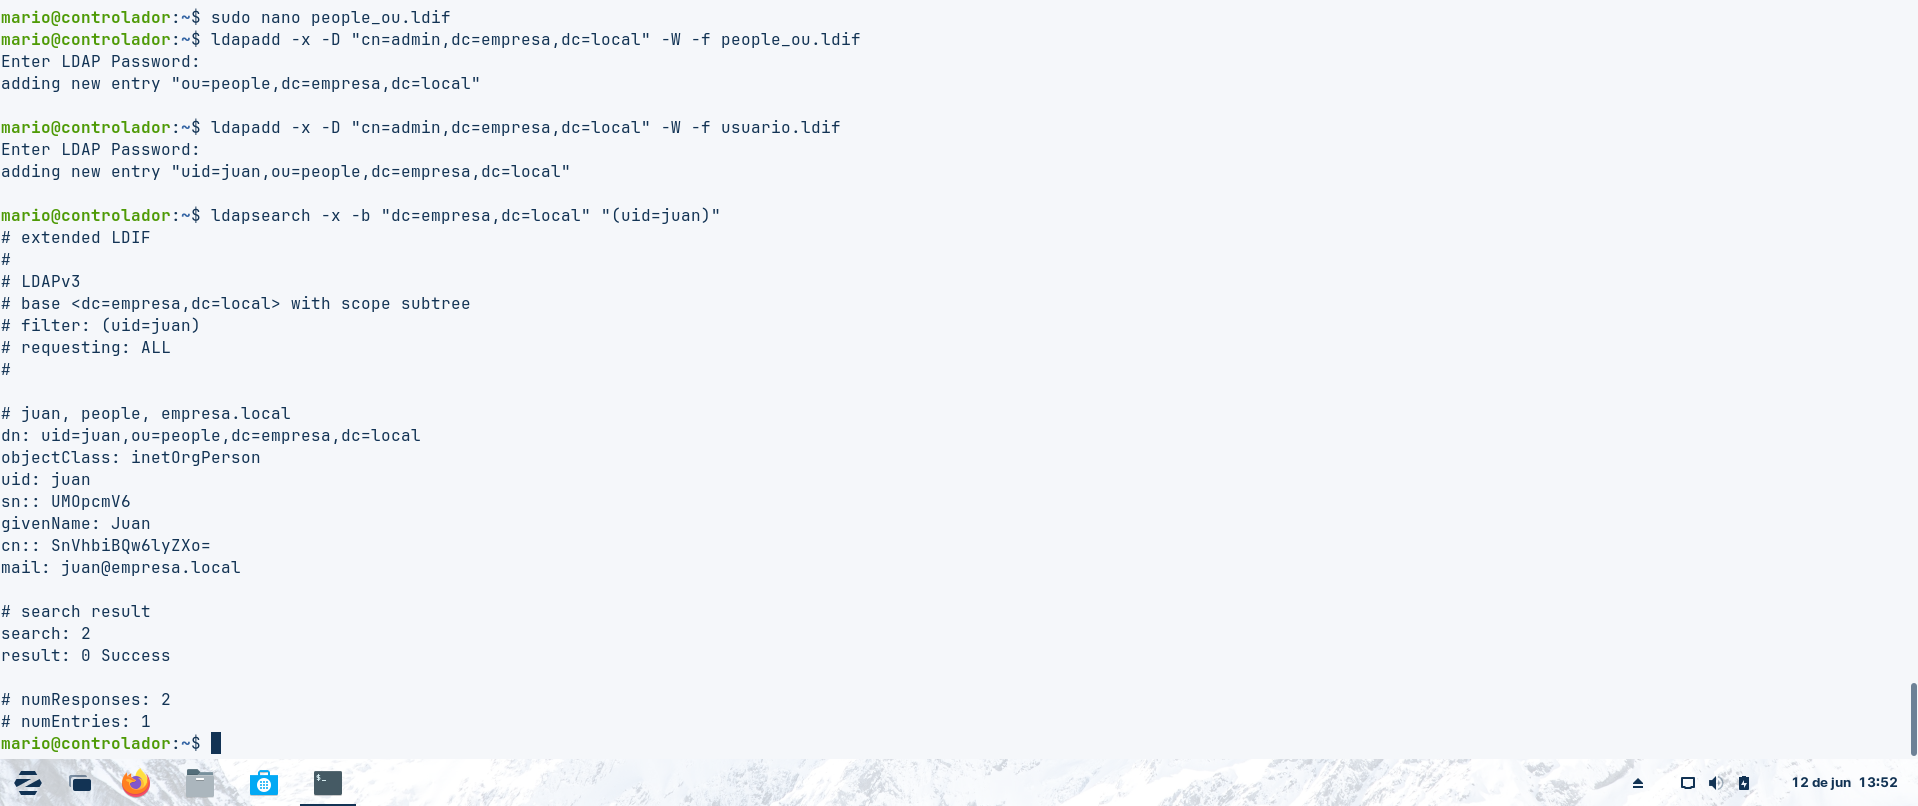 mario@controlador:~$ sudo nano people_ou.ldif
mario@controlador:~$ ldapadd -x -D "cn=admin,dc=empresa,dc=local" -W -f people_ou.ldif
Enter LDAP Password:
adding new entry "ou=people,dc=empresa,dc=local"
mario@controlador:~$ ldapadd -x -D "cn=admin,dc=empresa,dc=local" -W -f usuario.ldif
Enter LDAP Password:
adding new entry "uid=juan,ou=people,dc=empresa,dc=local"
mario@controlador:~$ ldapsearch -x -b "dc=empresa,dc=local" "(uid=juan)"
# extended LDIF
#
# LDAPv3
# base <dc=empresa,dc=local> with scope subtree
# filter: (uid=juan)
# requesting: ALL
#
# juan, people, empresa.local
dn: uid=juan,ou=people,dc=empresa,dc=local
objectClass: inetOrgPerson
uid: juan
sn:: UMOpcmV6
givenName: Juan
cn:: SnVhbiBQw6lyZXo=
mail: juan@empresa.local
# search result
search: 2
result: 0 Success
# numResponses: 2
# numEntries: 1
mario@controlador:~$
$_
12 de jun 13:52